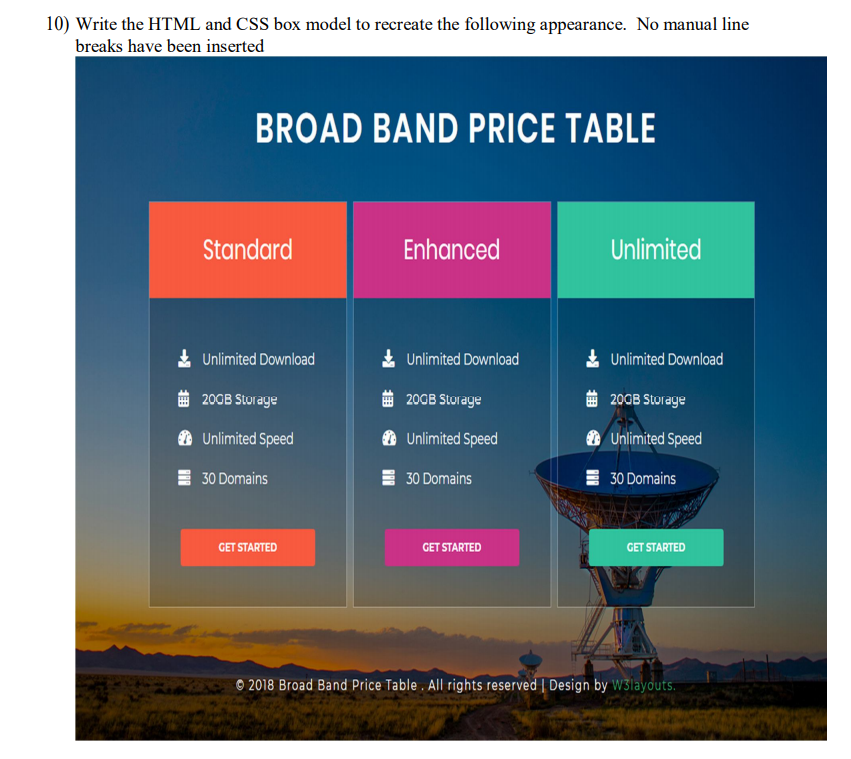 10) Write the HTML and CSS box model to recreate the following appearance. No manual line
breaks have been inserted
BROAD BAND PRICE TABLE
Standard Enhanced Unlimited
Unlimited Download Unlimited Download Unlimited Download
20GB Storage 20GB Storage 20GB Storage
Unlimited Speed Unlimited Speed Unlimited Speed
30 Domains 30 Domains 30 Domains
GET STARTED GET STARTED GET STARTED
© 2018 Broad Band Price Table . All rights reserved | Design by W3layouts.